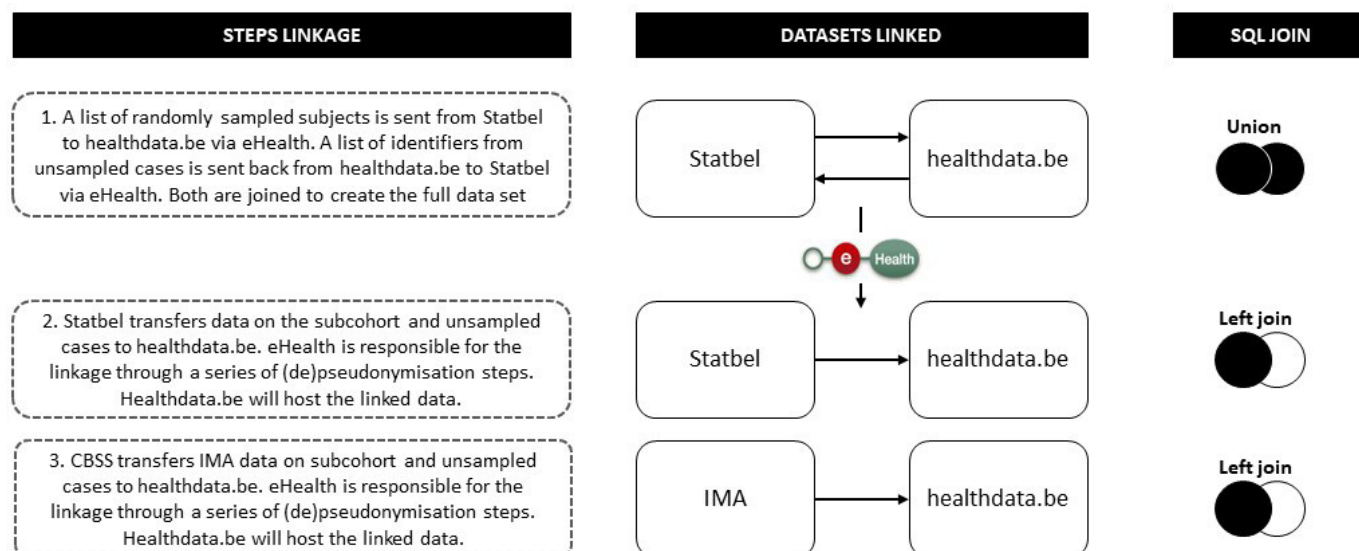 STEPS LINKAGE
DATASETS LINKED
SQL JOIN
1. A list of randomly sampled subjects is sent from Statbel
to healthdata.be via eHealth. A list of identifiers from
unsampled cases is sent back from healthdata.be to Statbel
via eHealth. Both are joined to create the full data set
Statbel
healthdata.be
Union
e
Health
2. Statbel transfers data on the subcohort and unsampled
cases to healthdata.be. eHealth is responsible for the
linkage through a series of (de)pseudonymisation steps.
Healthdata.be will host the linked data.
Statbel
healthdata.be
Left join
3. CBSS transfers IMA data on subcohort and unsampled
cases to healthdata.be. eHealth is responsible for the
linkage through a series of (de)pseudonymisation steps.
Healthdata.be will host the linked data.
IMA
healthdata.be
Left join